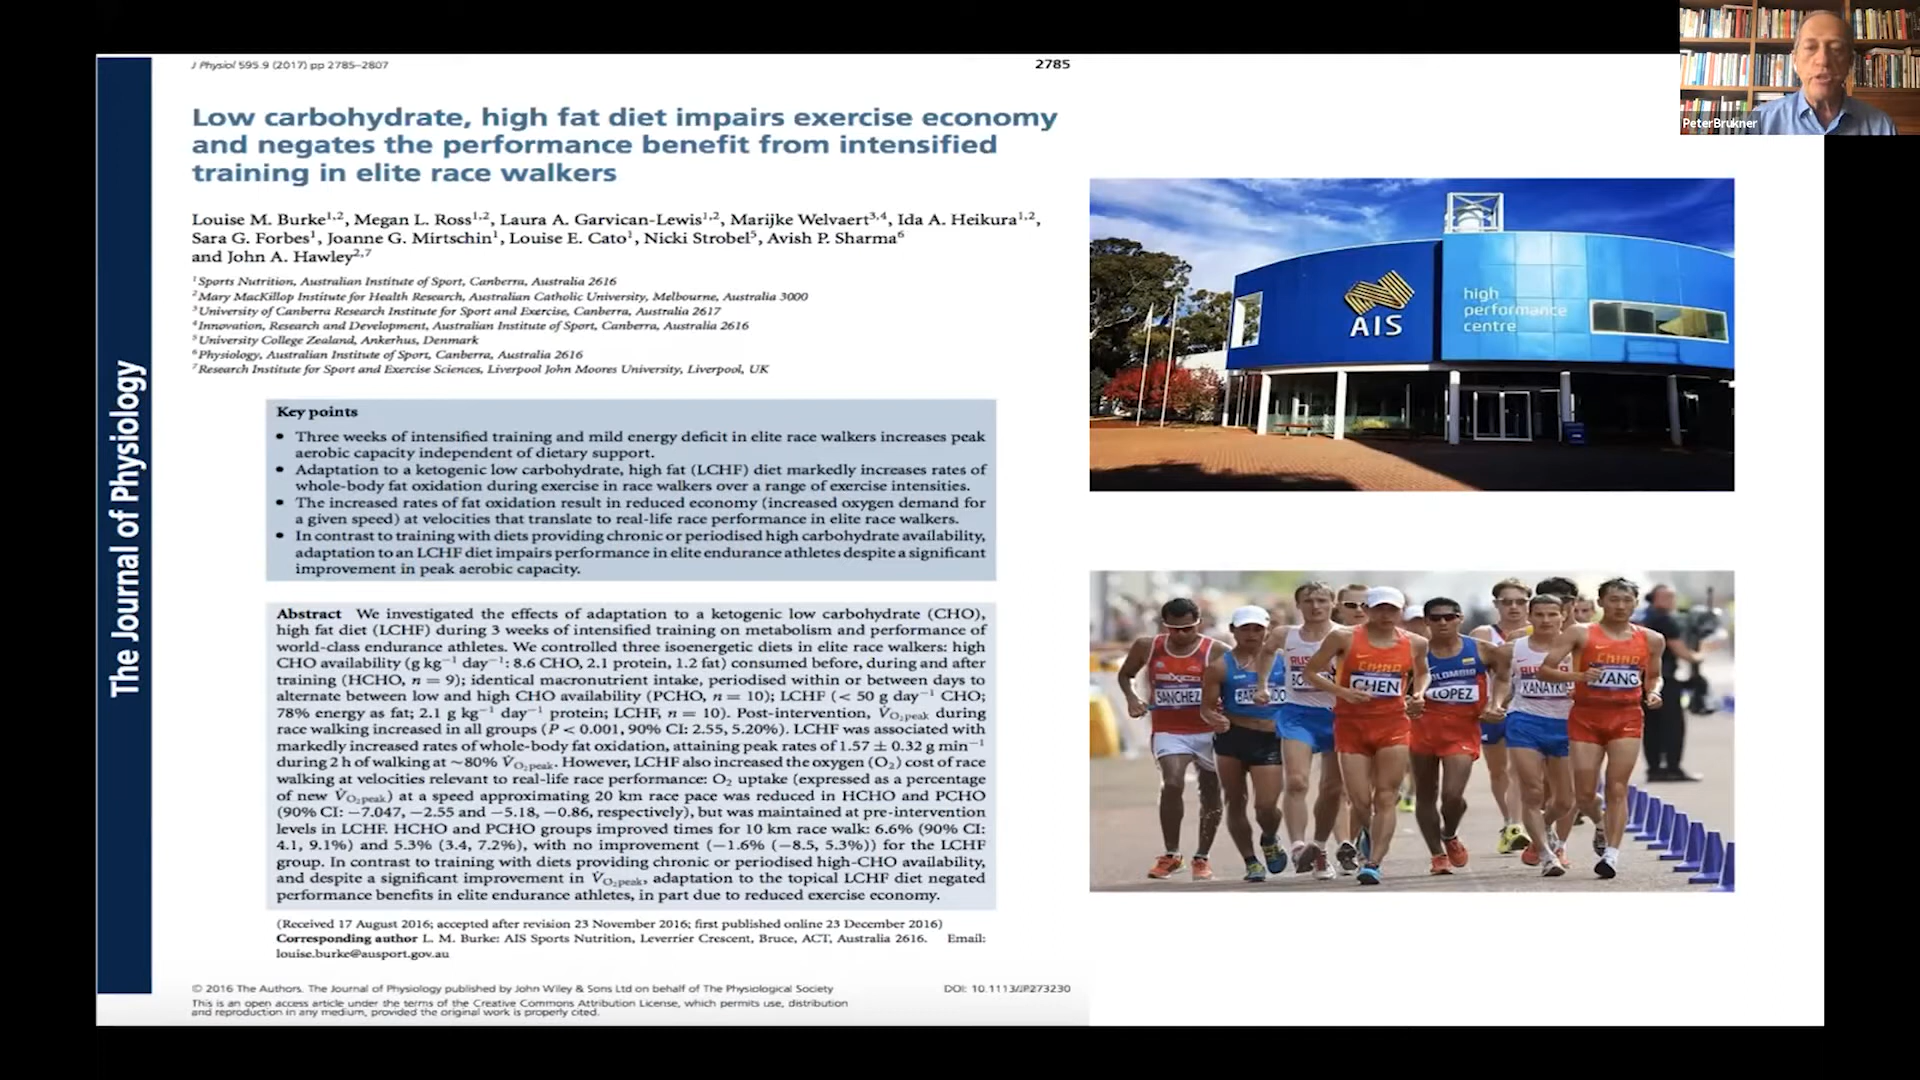 J Physiol 595.9 (2017) pp 2785–2807
2785
Low carbohydrate, high fat diet impairs exercise economy
and negates the performance benefit from intensified
training in elite race walkers
Louise M. Burke1,2, Megan L. Ross1,2, Laura A. Garvican-Lewis1,2, Marijke Welvaert3,4, Ida A. Heikura1,2,
Sara G. Forbes1, Joanne G. Mirtschin1, Louise E. Cato1, Nicki Strobel5, Avish P. Sharma6
and John A. Hawley2,7
1Sports Nutrition, Australian Institute of Sport, Canberra, Australia 2616
2Mary MacKillop Institute for Health Research, Australian Catholic University, Melbourne, Australia 3000
3University of Canberra Research Institute for Sport and Exercise, Canberra, Australia 2617
4Innovation, Research and Development, Australian Institute of Sport, Canberra, Australia 2616
5University College Zealand, Ankerhus, Denmark
6Physiology, Australian Institute of Sport, Canberra, Australia 2616
7Research Institute for Sport and Exercise Sciences, Liverpool John Moores University, Liverpool, UK
The Journal of Physiology
Key points
• Three weeks of intensified training and mild energy deficit in elite race walkers increases peak
aerobic capacity independent of dietary support.
• Adaptation to a ketogenic low carbohydrate, high fat (LCHF) diet markedly increases rates of
whole-body fat oxidation during exercise in race walkers over a range of exercise intensities.
• The increased rates of fat oxidation result in reduced economy (increased oxygen demand for
a given speed) at velocities that translate to real-life race performance in elite race walkers.
• In contrast to training with diets providing chronic or periodised high carbohydrate availability,
adaptation to an LCHF diet impairs performance in elite endurance athletes despite a significant
improvement in peak aerobic capacity.
Abstract We investigated the effects of adaptation to a ketogenic low carbohydrate (CHO),
high fat diet (LCHF) during 3 weeks of intensified training on metabolism and performance of
world-class endurance athletes. We controlled three isoenergetic diets in elite race walkers: high
CHO availability (g kg−1 day−1: 8.6 CHO, 2.1 protein, 1.2 fat) consumed before, during and after
training (HCHO, n = 9); identical macronutrient intake, periodised within or between days to
alternate between low and high CHO availability (PCHO, n = 10); LCHF (< 50 g day−1 CHO;
78% energy as fat; 2.1 g kg−1 day−1 protein; LCHF, n = 10). Post-intervention, V̇O2peak during
race walking increased in all groups (P < 0.001, 90% CI: 2.55, 5.20%). LCHF was associated with
markedly increased rates of whole-body fat oxidation, attaining peak rates of 1.57 ± 0.32 g min−1
during 2 h of walking at ~80% V̇O2peak. However, LCHF also increased the oxygen (O2) cost of race
walking at velocities relevant to real-life race performance: O2 uptake (expressed as a percentage
of new V̇O2peak) at a speed approximating 20 km race pace was reduced in HCHO and PCHO
(90% CI: −7.047, −2.55 and −5.18, −0.86, respectively), but was maintained at pre-intervention
levels in LCHF. HCHO and PCHO groups improved times for 10 km race walk: 6.6% (90% CI:
4.1, 9.1%) and 5.3% (3.4, 7.2%), with no improvement (−1.6% (−8.5, 5.3%)) for the LCHF
group. In contrast to training with diets providing chronic or periodised high-CHO availability,
and despite a significant improvement in V̇O2peak, adaptation to the topical LCHF diet negated
performance benefits in elite endurance athletes, in part due to reduced exercise economy.
(Received 17 August 2016; accepted after revision 23 November 2016; first published online 23 December 2016)
Corresponding author L. M. Burke: AIS Sports Nutrition, Leverrier Crescent, Bruce, ACT, Australia 2616. Email:
louise.burke@ausport.gov.au
© 2016 The Authors. The Journal of Physiology published by John Wiley & Sons Ltd on behalf of The Physiological Society
DOI: 10.1113/JP273230
This is an open access article under the terms of the Creative Commons Attribution License, which permits use, distribution
and reproduction in any medium, provided the original work is properly cited.
PeterBrukner
AIS
high
performance
centre
SANCHEZ
CHINA
CHEN
LOPEZ
CHINA
WANG